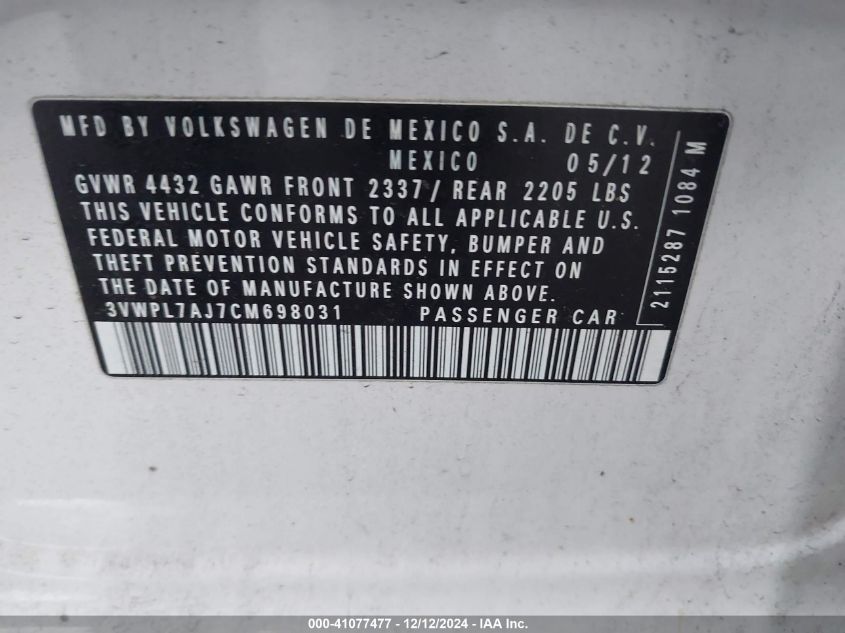 MFD BY VOLKSWAGEN DE MEXICO S.A. DE C.V.
MEXICO 05/12
GVWR 4432 GAWR FRONT 2337/ REAR 2205 LBS
THIS VEHICLE CONFORMS TO ALL APPLICABLE U.S.
FEDERAL MOTOR VEHICLE SAFETY, BUMPER AND
THEFT PREVENTION STANDARDS IN EFFECT ON
THE DATE OF MANUFACTURE SHOWN ABOVE.
3VWPL7AJ7CM698031 PASSENGER CAR
2115287 1084 M
000-41077477 - 12/12/2024 - IAA Inc.